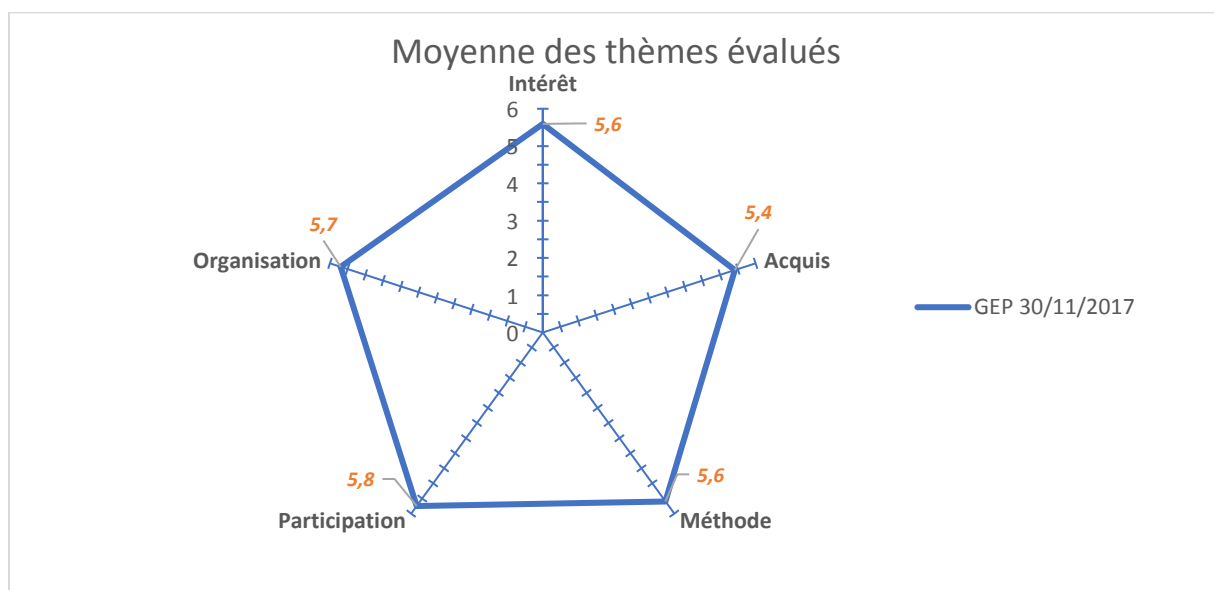 Moyenne des thèmes évalués
Intérêt
6
5,6
5
4
5,4
5,7
3
Organisation
Acquis
2
1
GEP 30/11/2017
0
5,8
5,6
Participation
Méthode